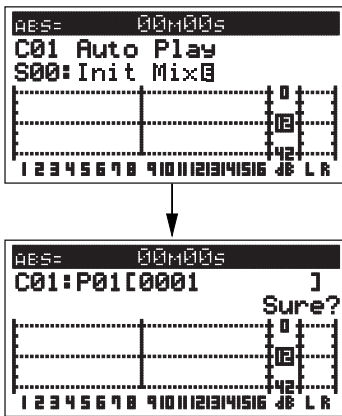 ABS= 00M00s
C01 Auto Play
S00:Init MixE
0
12
42
1 2 3 4 5 6 7 8 9 10 11 12 13 14 15 16 dB L R
ABS= 00M00s
C01:P01[0001 ]
Sure?
0
12
42
1 2 3 4 5 6 7 8 9 10 11 12 13 14 15 16 dB L R